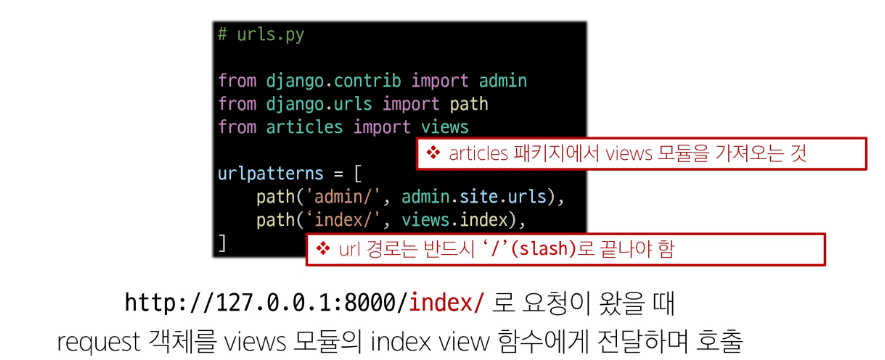 # urls.py
from django.contrib import admin
from django.urls import path
from articles import views
❖ articles 패키지에서 views 모듈을 가져오는 것
urlpatterns = [
    path('admin/', admin.site.urls),
    path(‘index/', views.index),
]
❖ url 경로는 반드시 ‘/’(slash)로 끝나야 함
http://127.0.0.1:8000/index/ 로 요청이 왔을 때
request 객체를 views 모듈의 index view 함수에게 전달하며 호출